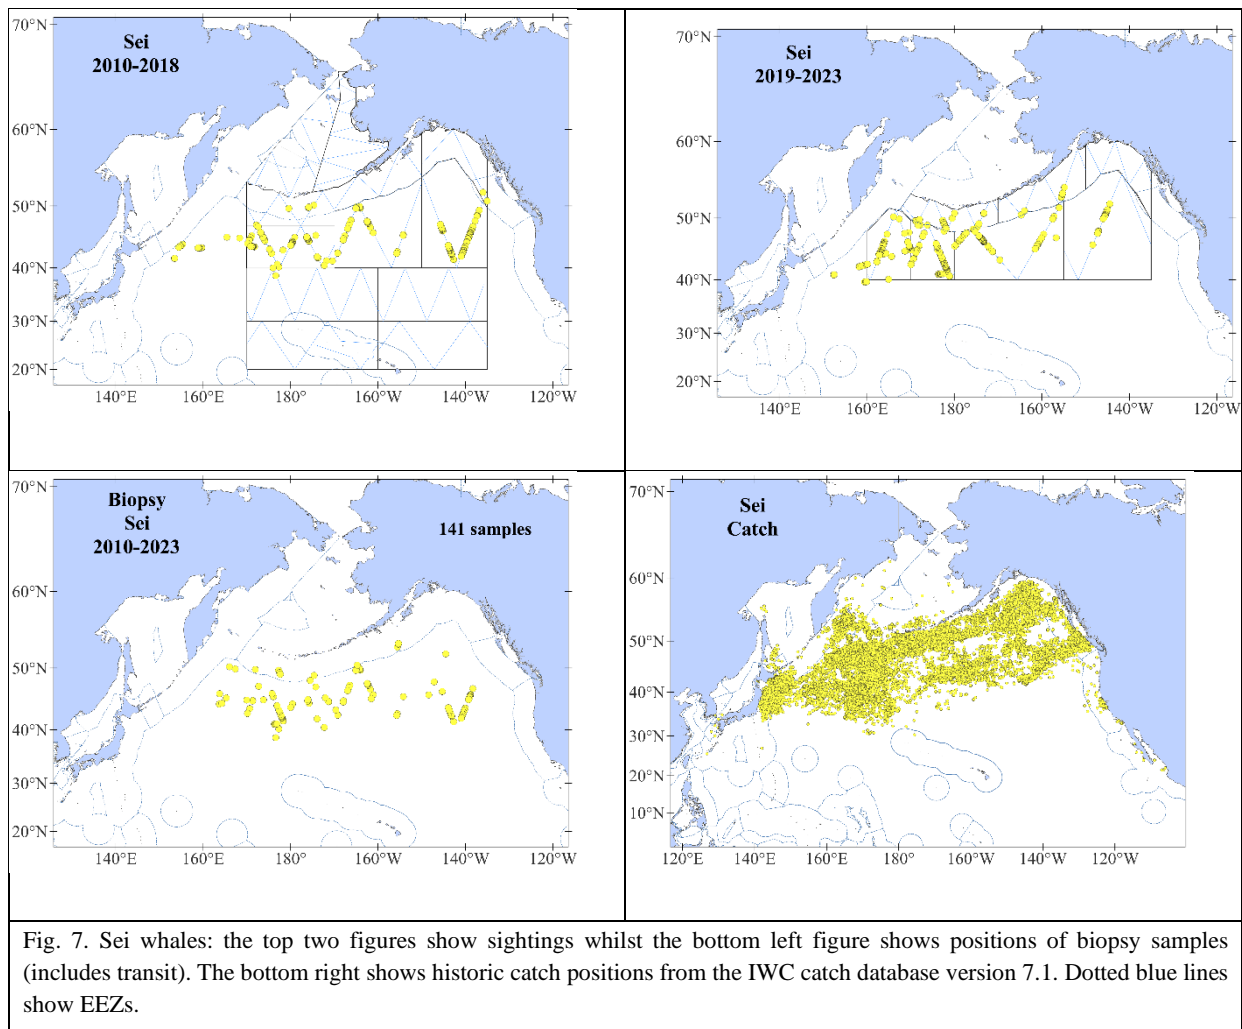 Sei
2010-2018
70°N
60°N
50°N
40°N
30°N
20°N
140°E
160°E
180°
160°W
140°W
120°W
Sei
2019-2023
70°N
60°N
50°N
40°N
30°N
20°N
140°E
160°E
180°
160°W
140°W
120°W
Biopsy
Sei
2010-2023
141 samples
70°N
60°N
50°N
40°N
30°N
20°N
140°E
160°E
180°
160°W
140°W
120°W
Sei
Catch
70°N
60°N
50°N
40°N
30°N
20°N
10°N
120°E
140°E
160°E
180°
160°W
140°W
120°W
Fig. 7. Sei whales: the top two figures show sightings whilst the bottom left figure shows positions of biopsy samples
(includes transit). The bottom right shows historic catch positions from the IWC catch database version 7.1. Dotted blue lines
show EEZs.